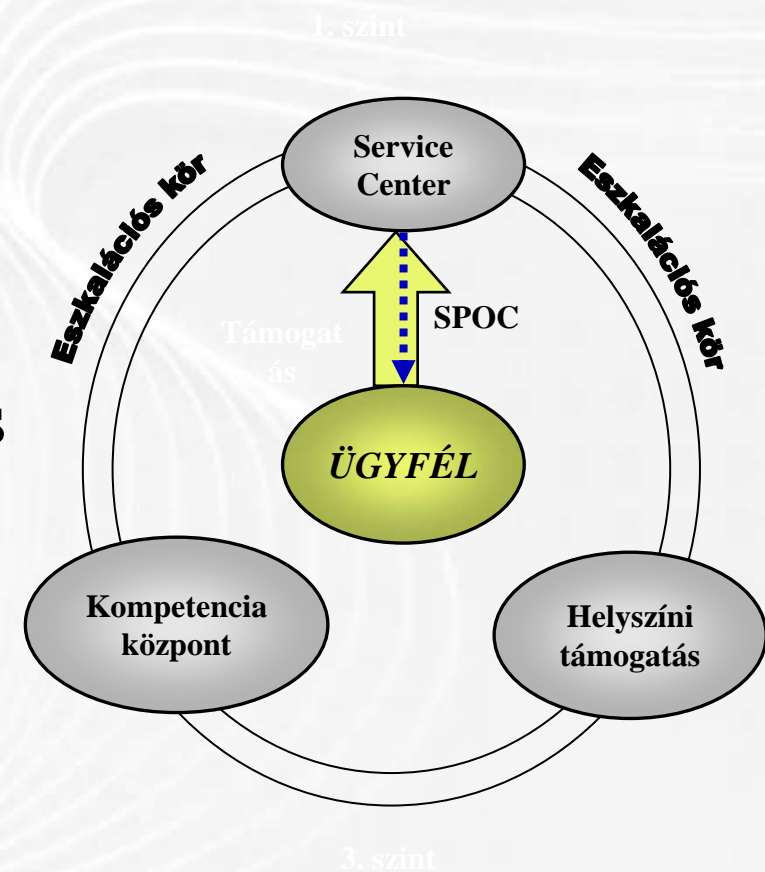 1. szint
Service
Center
Eszkalációs kör
Eszkalációs kör
SPOC
Támogat
ás
ÜGYFÉL
Kompetencia
központ
Helyszíni
támogatás
3. szint